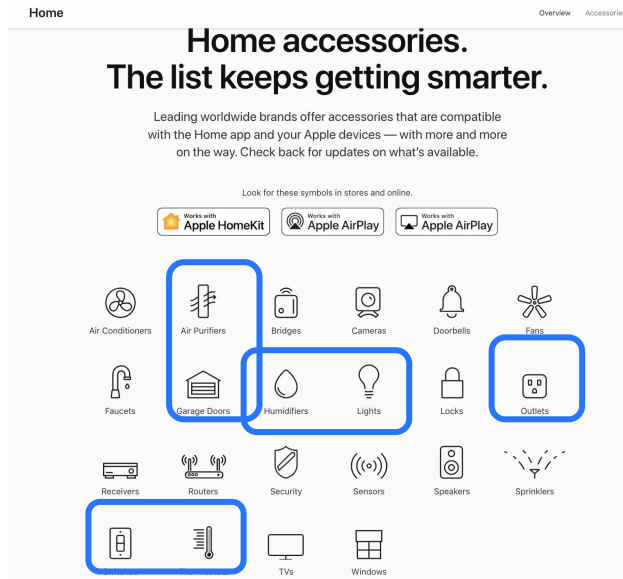 Home
Overview Accessories
Home accessories.
The list keeps getting smarter.
Leading worldwide brands offer accessories that are compatible
with the Home app and your Apple devices — with more and more
on the way. Check back for updates on what's available.
Look for these symbols in stores and online.
Works with Apple HomeKit
Works with Apple AirPlay
Works with Apple AirPlay
Air Conditioners Air Purifiers Bridges Cameras Doorbells Fans
Faucets Garage Doors Humidifiers Lights Locks Outlets
Receivers Routers Security Sensors Speakers Sprinklers
TVs Windows